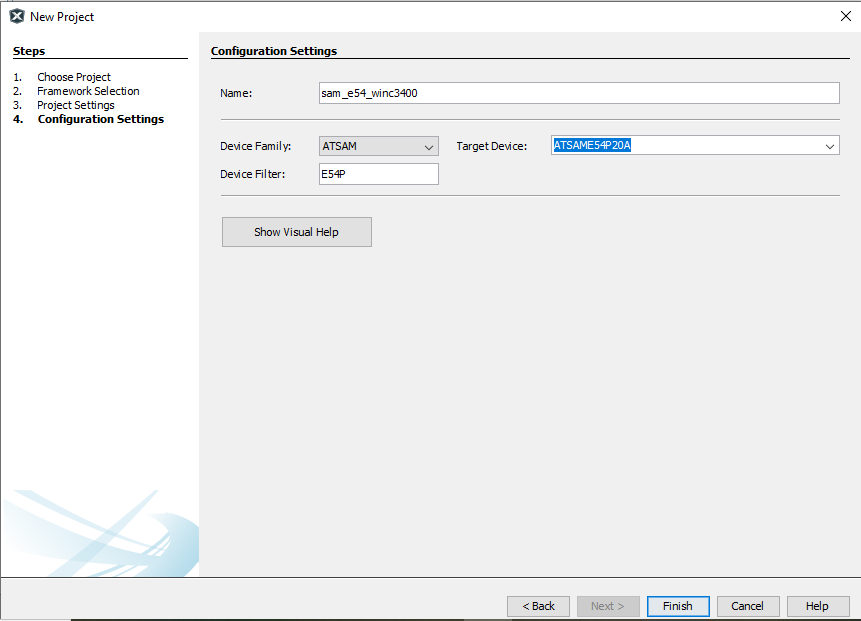 New Project
Steps
1. Choose Project
2. Framework Selection
3. Project Settings
4. Configuration Settings
Configuration Settings
Name: sam_e54_winc3400
Device Family: ATSAM Target Device: ATSAME54P20A
Device Filter: E54P
Show Visual Help
< Back Next > Finish Cancel Help